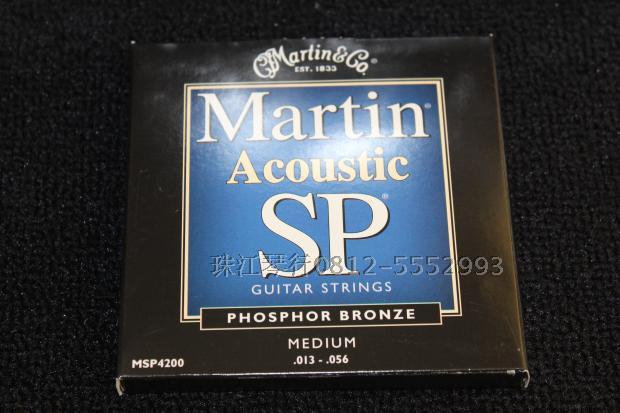 C.F. Martin & Co.®
EST. 1833
Martin®
Acoustic
SP®
珠江琴行0812-5552993
GUITAR STRINGS
PHOSPHOR BRONZE
MEDIUM
.013 - .056
MSP4200